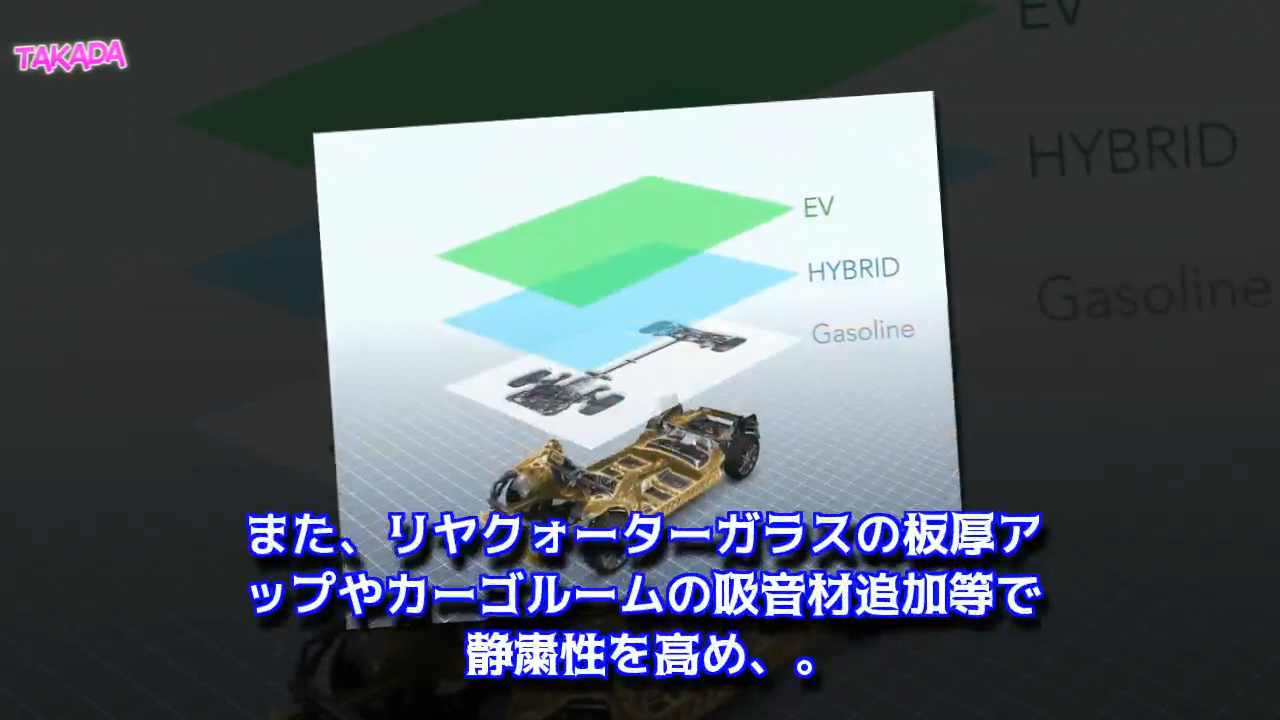 TAKADA
EV
HYBRID
Gasoline
EV
HYBRID
Gasoline
また、リヤクォーターガラスの板厚ア
ップやカーゴルームの吸音材追加等で
静粛性を高め、。